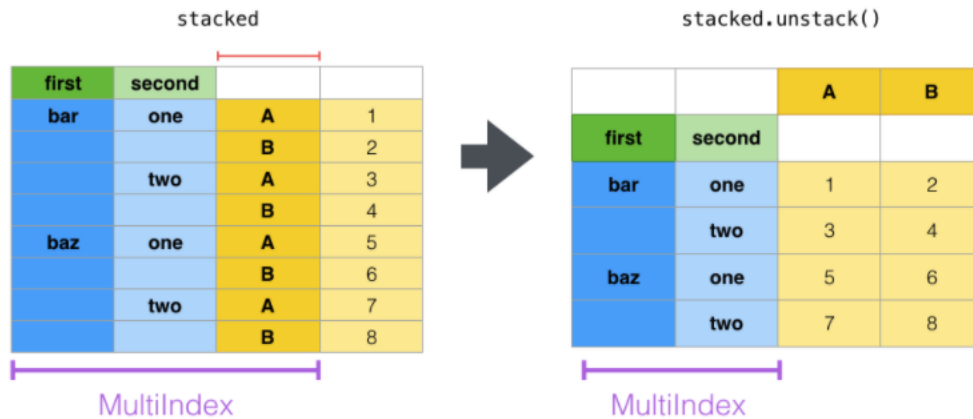 stacked
first second
bar one A 1
B 2
two A 3
B 4
baz one A 5
B 6
two A 7
B 8
MultiIndex
stacked.unstack()
A B
first second
bar one 1 2
two 3 4
baz one 5 6
two 7 8
MultiIndex